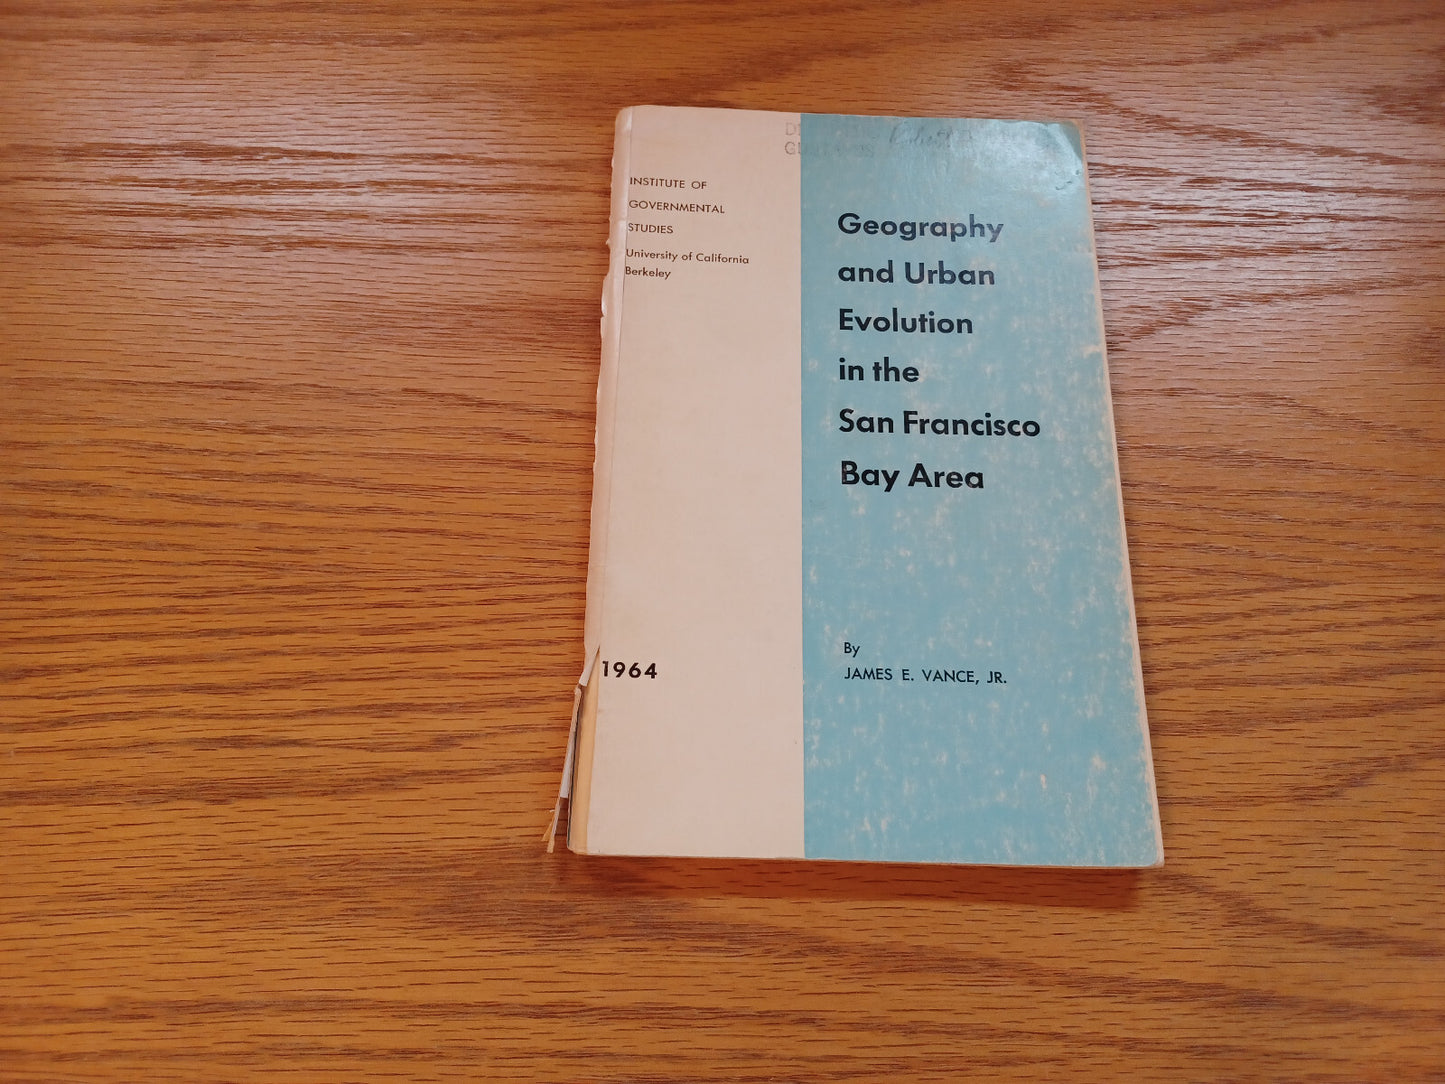 INSTITUTE OF
GOVERNMENTAL
STUDIES
University of California
Berkeley
1964
Geography
and Urban
Evolution
in the
San Francisco
Bay Area
By
JAMES E. VANCE, JR.